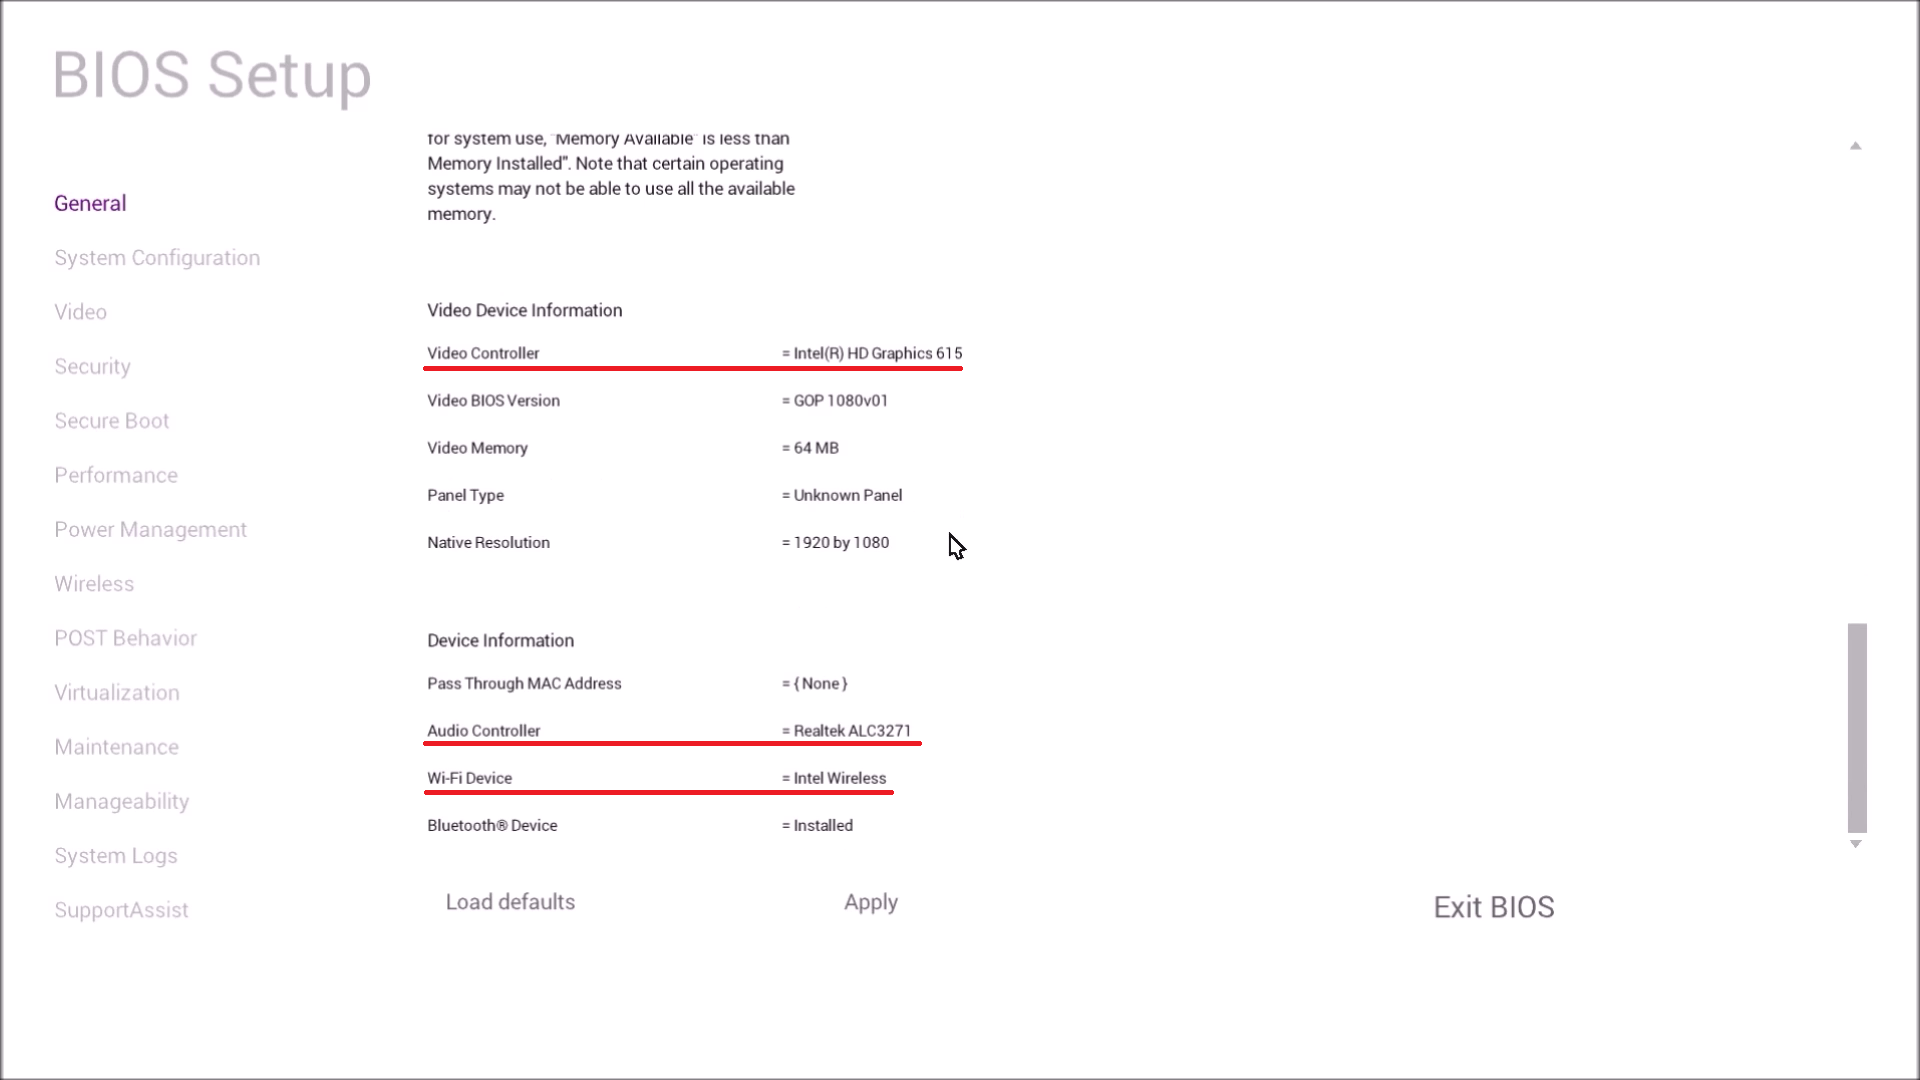 BIOS Setup
General
System Configuration
Video
Security
Secure Boot
Performance
Power Management
Wireless
POST Behavior
Virtualization
Maintenance
Manageability
System Logs
SupportAssist
for system use, "Memory Available" is less than
Memory Installed". Note that certain operating
systems may not be able to use all the available
memory.
Video Device Information
Video Controller = Intel(R) HD Graphics 615
Video BIOS Version = GOP 1080v01
Video Memory = 64 MB
Panel Type = Unknown Panel
Native Resolution = 1920 by 1080
Device Information
Pass Through MAC Address = { None }
Audio Controller = Realtek ALC3271
Wi-Fi Device = Intel Wireless
Bluetooth® Device = Installed
Load defaults
Apply
Exit BIOS